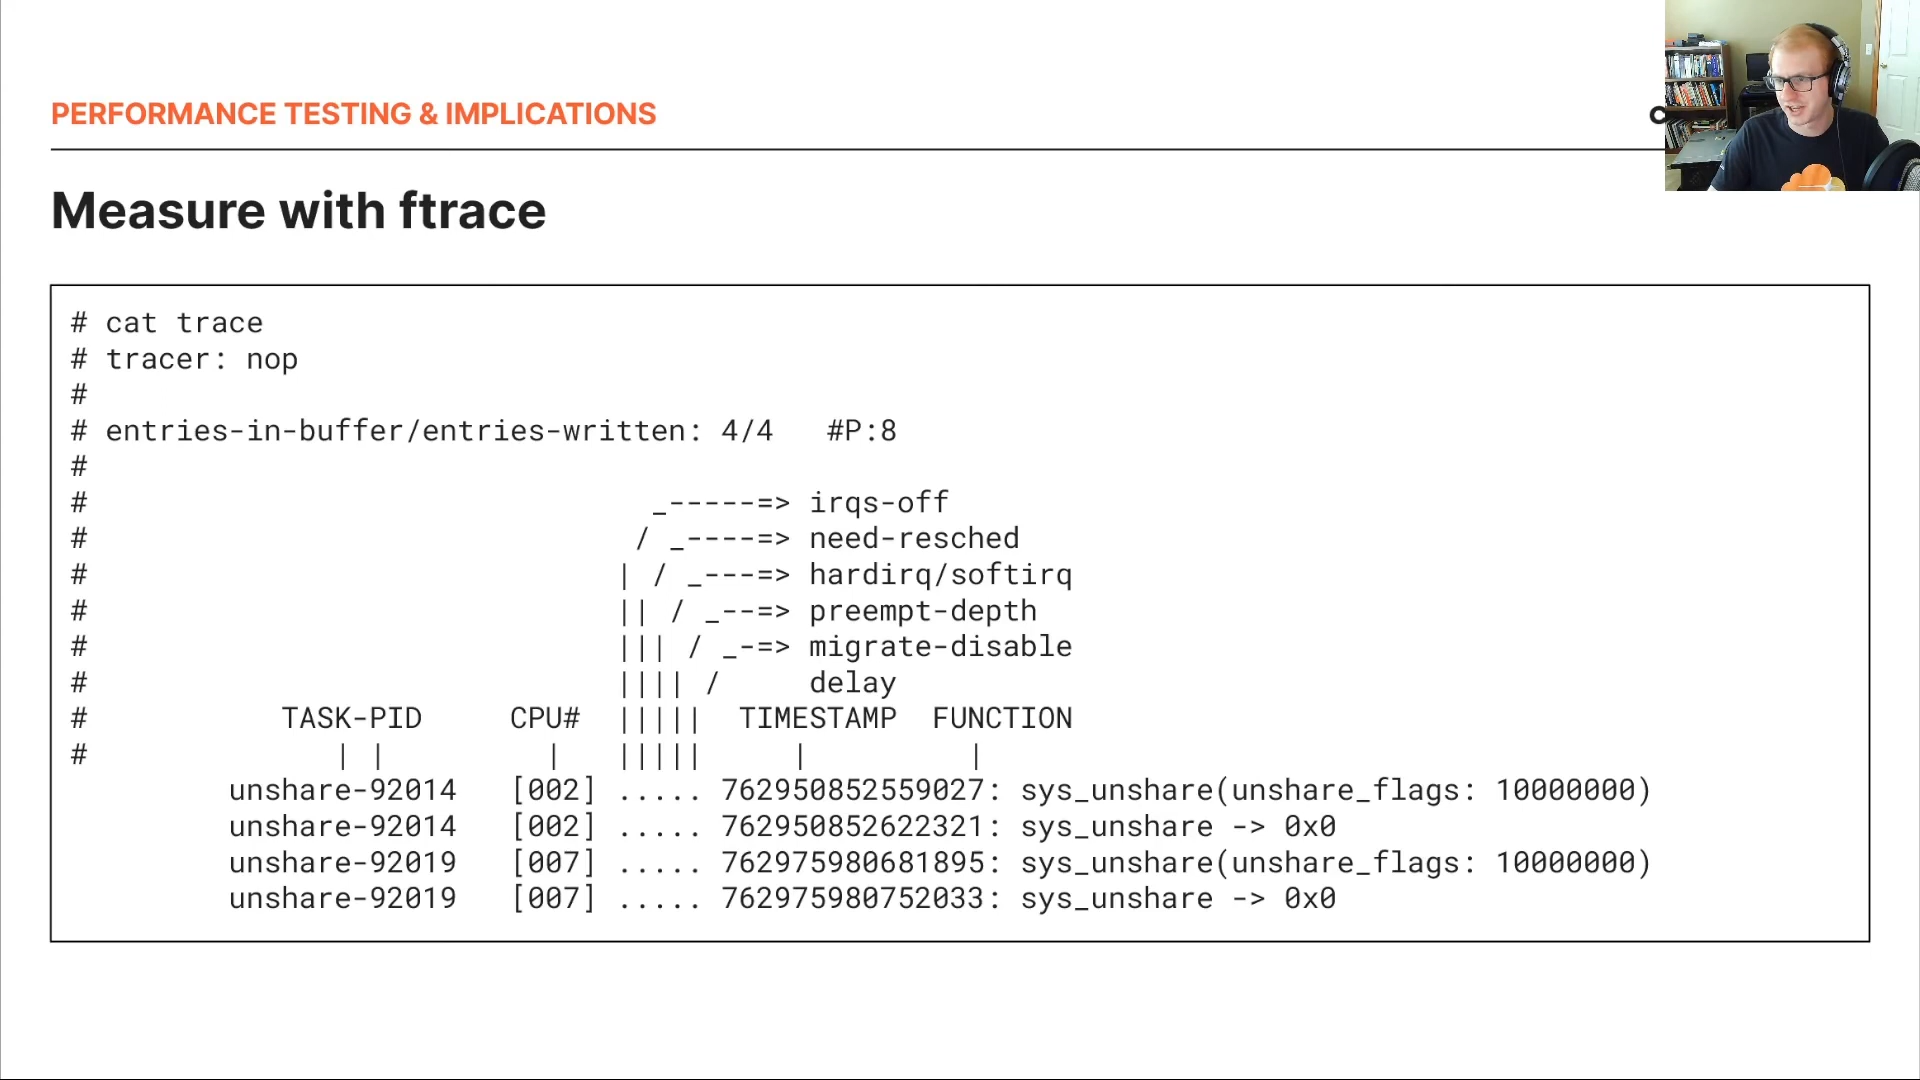 PERFORMANCE TESTING & IMPLICATIONS
Measure with ftrace
# cat trace
# tracer: nop
#
# entries-in-buffer/entries-written: 4/4   #P:8
#
#                                _-----=> irqs-off
#                               / _----=> need-resched
#                              | / _---=> hardirq/softirq
#                              || / _--=> preempt-depth
#                              ||| / _-=> migrate-disable
#                              |||| /     delay
#           TASK-PID     CPU#  |||||  TIMESTAMP  FUNCTION
#              | |         |   |||||     |         |
         unshare-92014   [002] ..... 762950852559027: sys_unshare(unshare_flags: 10000000)
         unshare-92014   [002] ..... 762950852622321: sys_unshare -> 0x0
         unshare-92019   [007] ..... 762975980681895: sys_unshare(unshare_flags: 10000000)
         unshare-92019   [007] ..... 762975980752033: sys_unshare -> 0x0